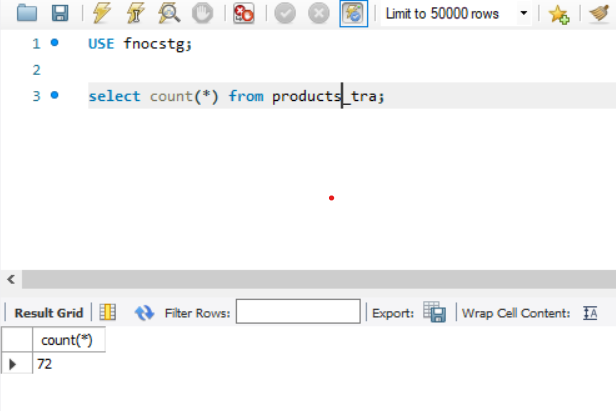 Limit to 50000 rows
1 USE fnocstg;
2
3 select count(*) from products_tra;
Result Grid Filter Rows: Export: Wrap Cell Content: IA
count(*)
72